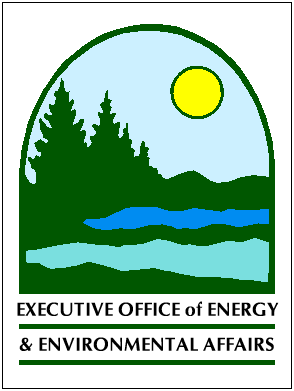 EXECUTIVE OFFICE of ENERGY
& ENVIRONMENTAL AFFAIRS